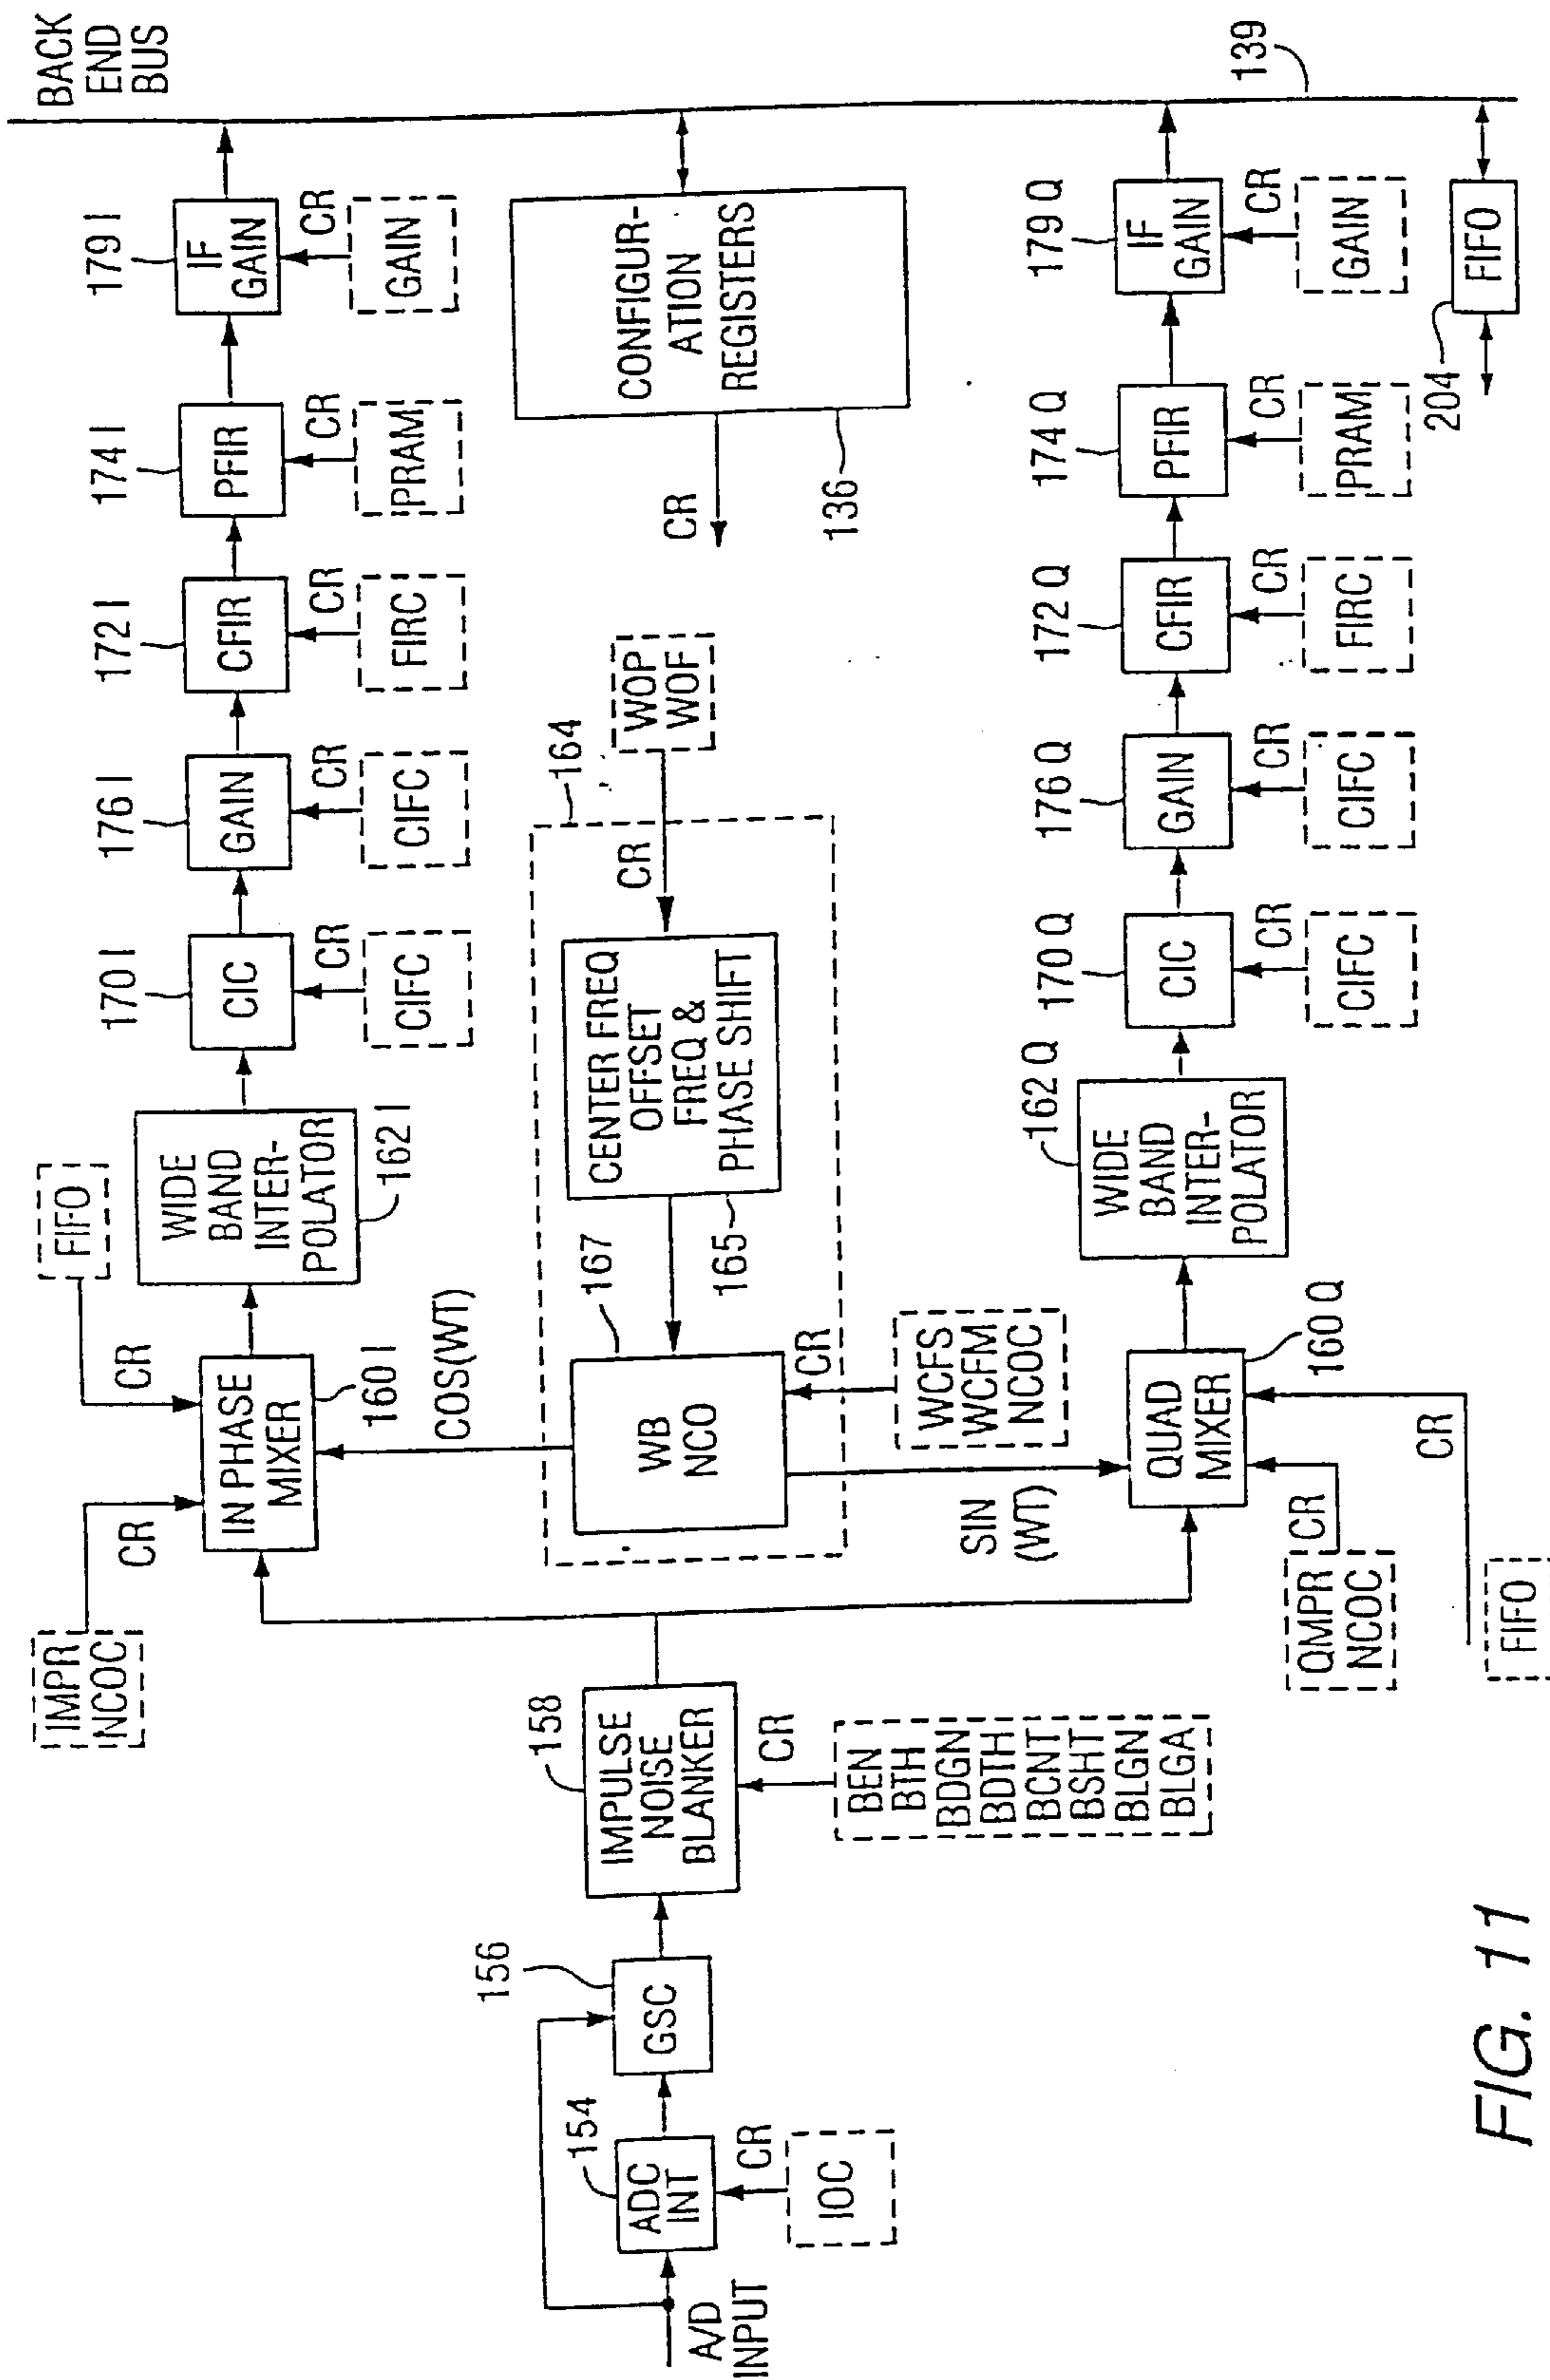 BACK
END
BUS
179 I
IF
GAIN
CR
GAIN
174 I
PFIR
CR
PRAM
172 I
CFIR
CR
FIRC
176 I
GAIN
CR
CIFC
170 I
CIC
CR
CIFC
WIDE
BAND
INTER-
POLATOR
162 I
FIFO
CR
IN PHASE
MIXER
160 I
IMPR
NCOC
CR
COS(WT)
CONFIGUR-
ATION
REGISTERS
136
CR
WOP
WOF
CR
164
CENTER FREQ
OFFSET
FREQ &
PHASE SHIFT
165
167
WB
NCO
CR
WCFS
WCFM
NCOC
SIN
(WT)
158
IMPULSE
NOISE
BLANKER
CR
BEN
BTH
BDGN
BDTH
BCNT
BSHT
BLGN
BLGA
156
GSC
154
ADC
INT
CR
IOC
A/D
INPUT
139
179 Q
IF
GAIN
CR
GAIN
174 Q
PFIR
CR
PRAM
172 Q
CFIR
CR
FIRC
176 Q
GAIN
CR
CIFC
170 Q
CIC
CR
CIFC
162 Q
WIDE
BAND
INTER-
POLATOR
QUAD
MIXER
160 Q
CR
QMPR
NCOC
CR
FIFO
204
FIFO
FIG. 11